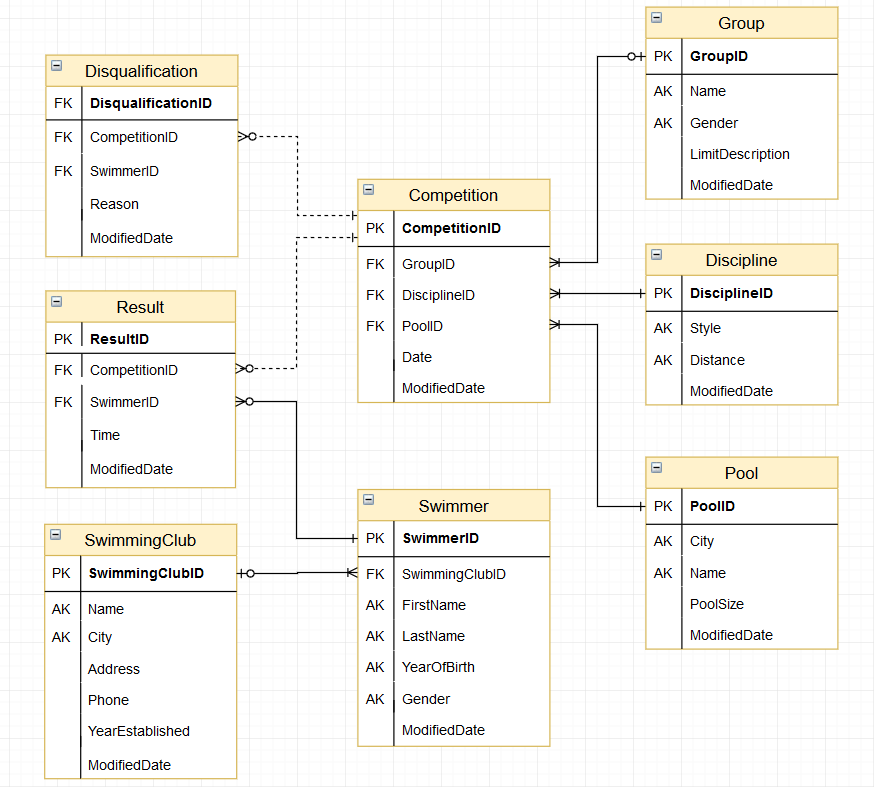 Disqualification
FK DisqualificationID
FK CompetitionID
FK SwimmerID
Reason
ModifiedDate
Result
PK ResultID
FK CompetitionID
FK SwimmerID
Time
ModifiedDate
SwimmingClub
PK SwimmingClubID
AK Name
AK City
Address
Phone
YearEstablished
ModifiedDate
Competition
PK CompetitionID
FK GroupID
FK DisciplineID
FK PoolID
Date
ModifiedDate
Swimmer
PK SwimmerID
FK SwimmingClubID
AK FirstName
AK LastName
AK YearOfBirth
AK Gender
ModifiedDate
Group
PK GroupID
AK Name
AK Gender
LimitDescription
ModifiedDate
Discipline
PK DisciplineID
AK Style
AK Distance
ModifiedDate
Pool
PK PoolID
AK City
AK Name
PoolSize
ModifiedDate